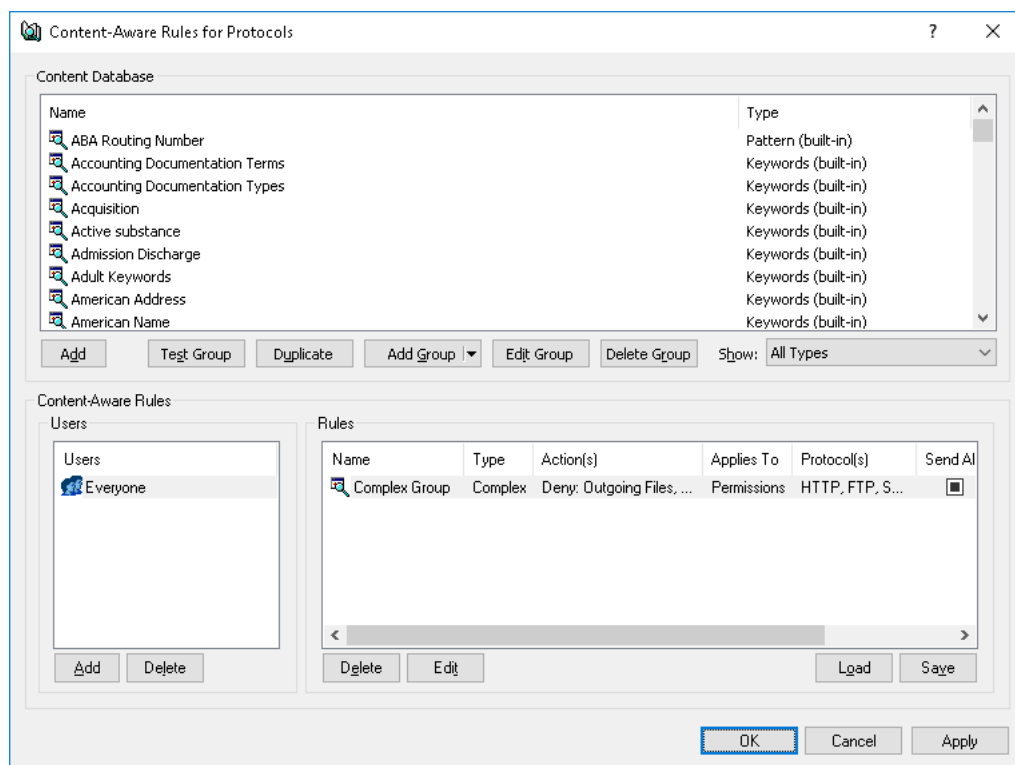 Content-Aware Rules for Protocols
Content Database
Name Type
ABA Routing Number Pattern (built-in)
Accounting Documentation Terms Keywords (built-in)
Accounting Documentation Types Keywords (built-in)
Acquisition Keywords (built-in)
Active substance Keywords (built-in)
Admission Discharge Keywords (built-in)
Adult Keywords Keywords (built-in)
American Address Keywords (built-in)
American Name Keywords (built-in)
Add Test Group Duplicate Add Group Edit Group Delete Group Show: All Types
Content-Aware Rules
Users Rules
Users Name Type Action(s) Applies To Protocol(s) Send Al
Everyone Complex Group Complex Deny: Outgoing Files, ... Permissions HTTP, FTP, S...
Add Delete Delete Edit Load Save
OK Cancel Apply